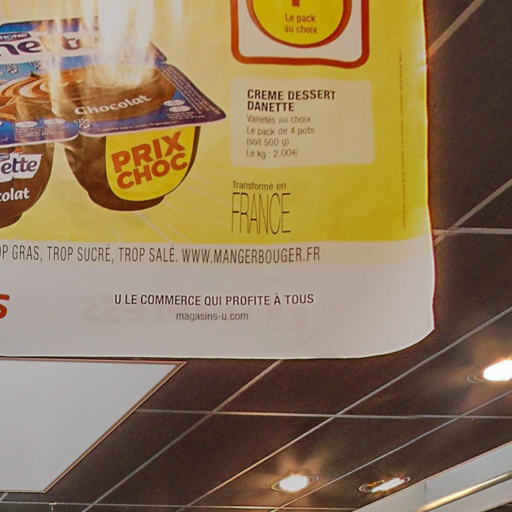 Le pack
au choix
CREME DESSERT
DANETTE
Variétés au choix
Le pack de 4 pots
(soit 500 g)
Le kg : 2,00€
Chocolat
PRIX
CHOC
ette
colat
Transformé en
FRANCE
P GRAS, TROP SUCRÉ, TROP SALÉ. WWW.MANGERBOUGER.FR
U LE COMMERCE QUI PROFITE À TOUS
magasins-u.com